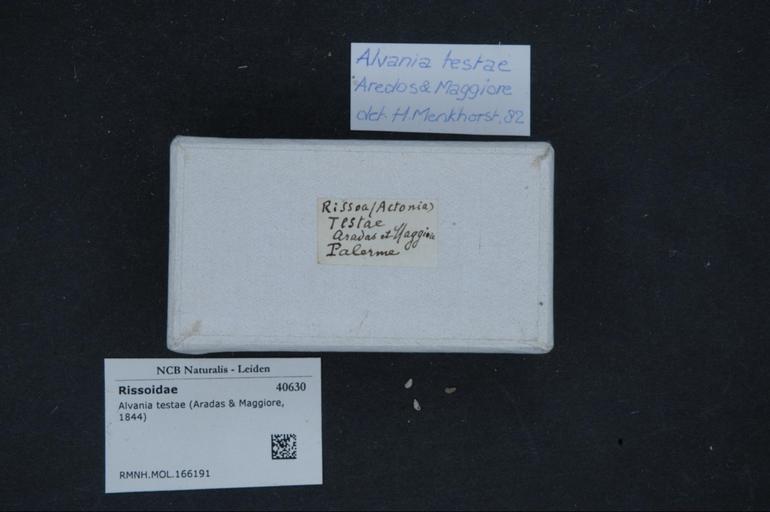 Alvania testae
Aredos & Maggiore
det. H. Menkhorst, 82
Rissoa (Actonia)
Testae
Aradas et Maggiore
Palerme
NCB Naturalis - Leiden
Rissoidae 40630
Alvania testae (Aradas & Maggiore,
1844)
RMNH.MOL.166191